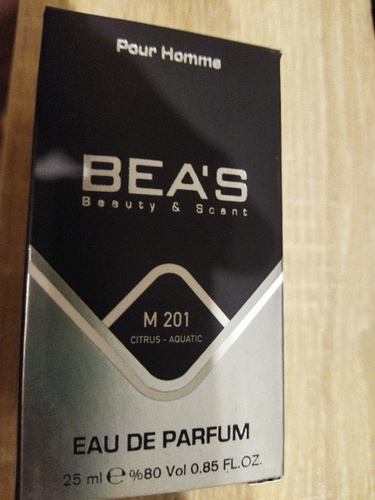 Pour Homme
BEA'S
Beauty & Scent
M 201
CITRUS - AQUATIC
EAU DE PARFUM
25 ml ℮ %80 Vol 0.85 FL.OZ.